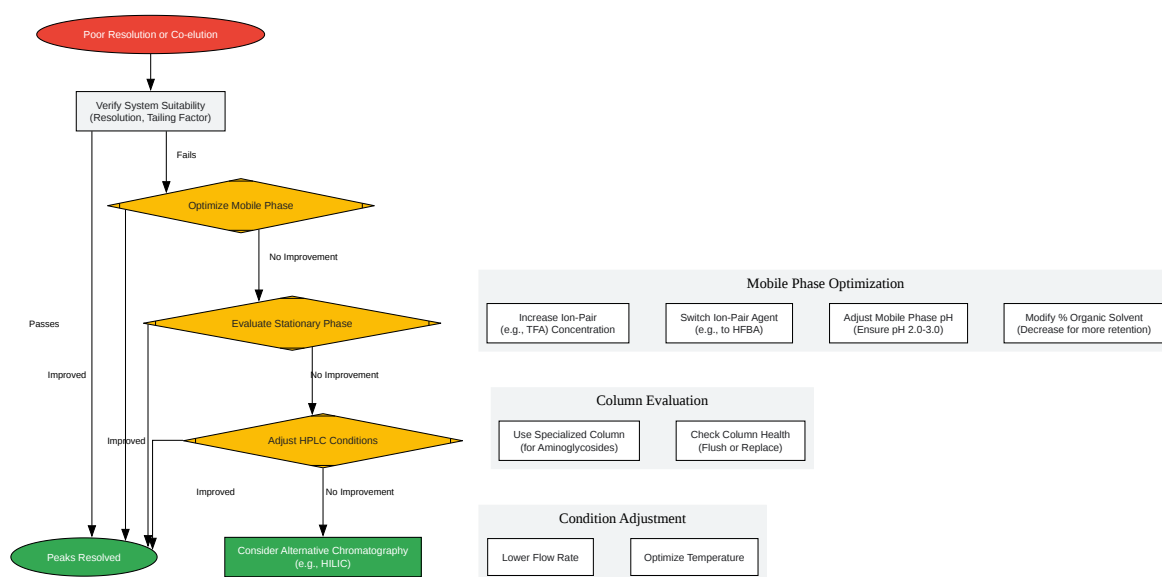 Poor Resolution or Co-elution
Verify System Suitability
(Resolution, Tailing Factor)
Fails
Optimize Mobile Phase
No Improvement
Mobile Phase Optimization
Increase Ion-Pair
(e.g., TFA) Concentration
Switch Ion-Pair Agent
(e.g., to HFBA)
Adjust Mobile Phase pH
(Ensure pH 2.0-3.0)
Modify % Organic Solvent
(Decrease for more retention)
Passes
Evaluate Stationary Phase
Improved
No Improvement
Column Evaluation
Use Specialized Column
(for Aminoglycosides)
Check Column Health
(Flush or Replace)
Improved
Adjust HPLC Conditions
Improved
No Improvement
Condition Adjustment
Peaks Resolved
Consider Alternative Chromatography
(e.g., HILIC)
Lower Flow Rate
Optimize Temperature